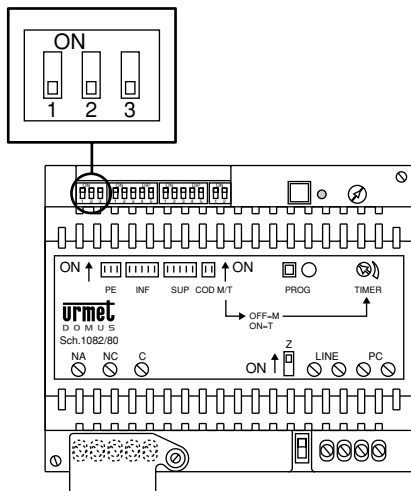 ON
1 2 3
ON ON
PE INF SUP COD M/T PROG TIMER
OFF=M
ON=T
urmet
DOMUS
Sch.1082/80
NA NC C ON Z LINE PC